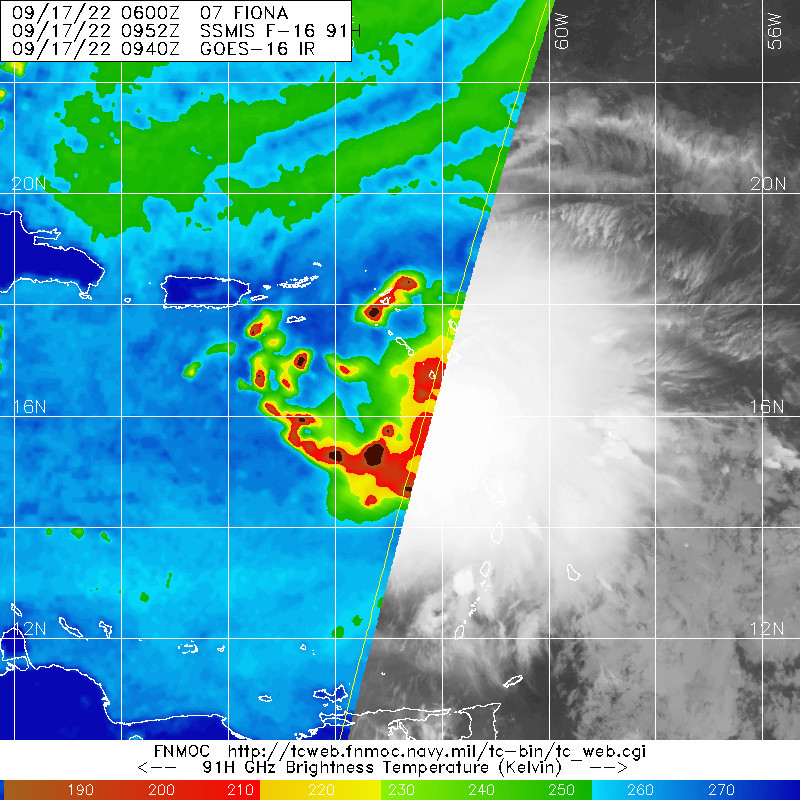 09/17/22 0600Z 07 FIONA
09/17/22 0952Z SSMIS F-16 91H
09/17/22 0940Z GOES-16 IR
60W
56W
20N
20N
16N
16N
12N
12N
FNMOC http://tcweb.fnmoc.navy.mil/tc-bin/tc_web.cgi
<-- 91H GHz Brightness Temperature (Kelvin) -->
190 200 210 220 230 240 250 260 270